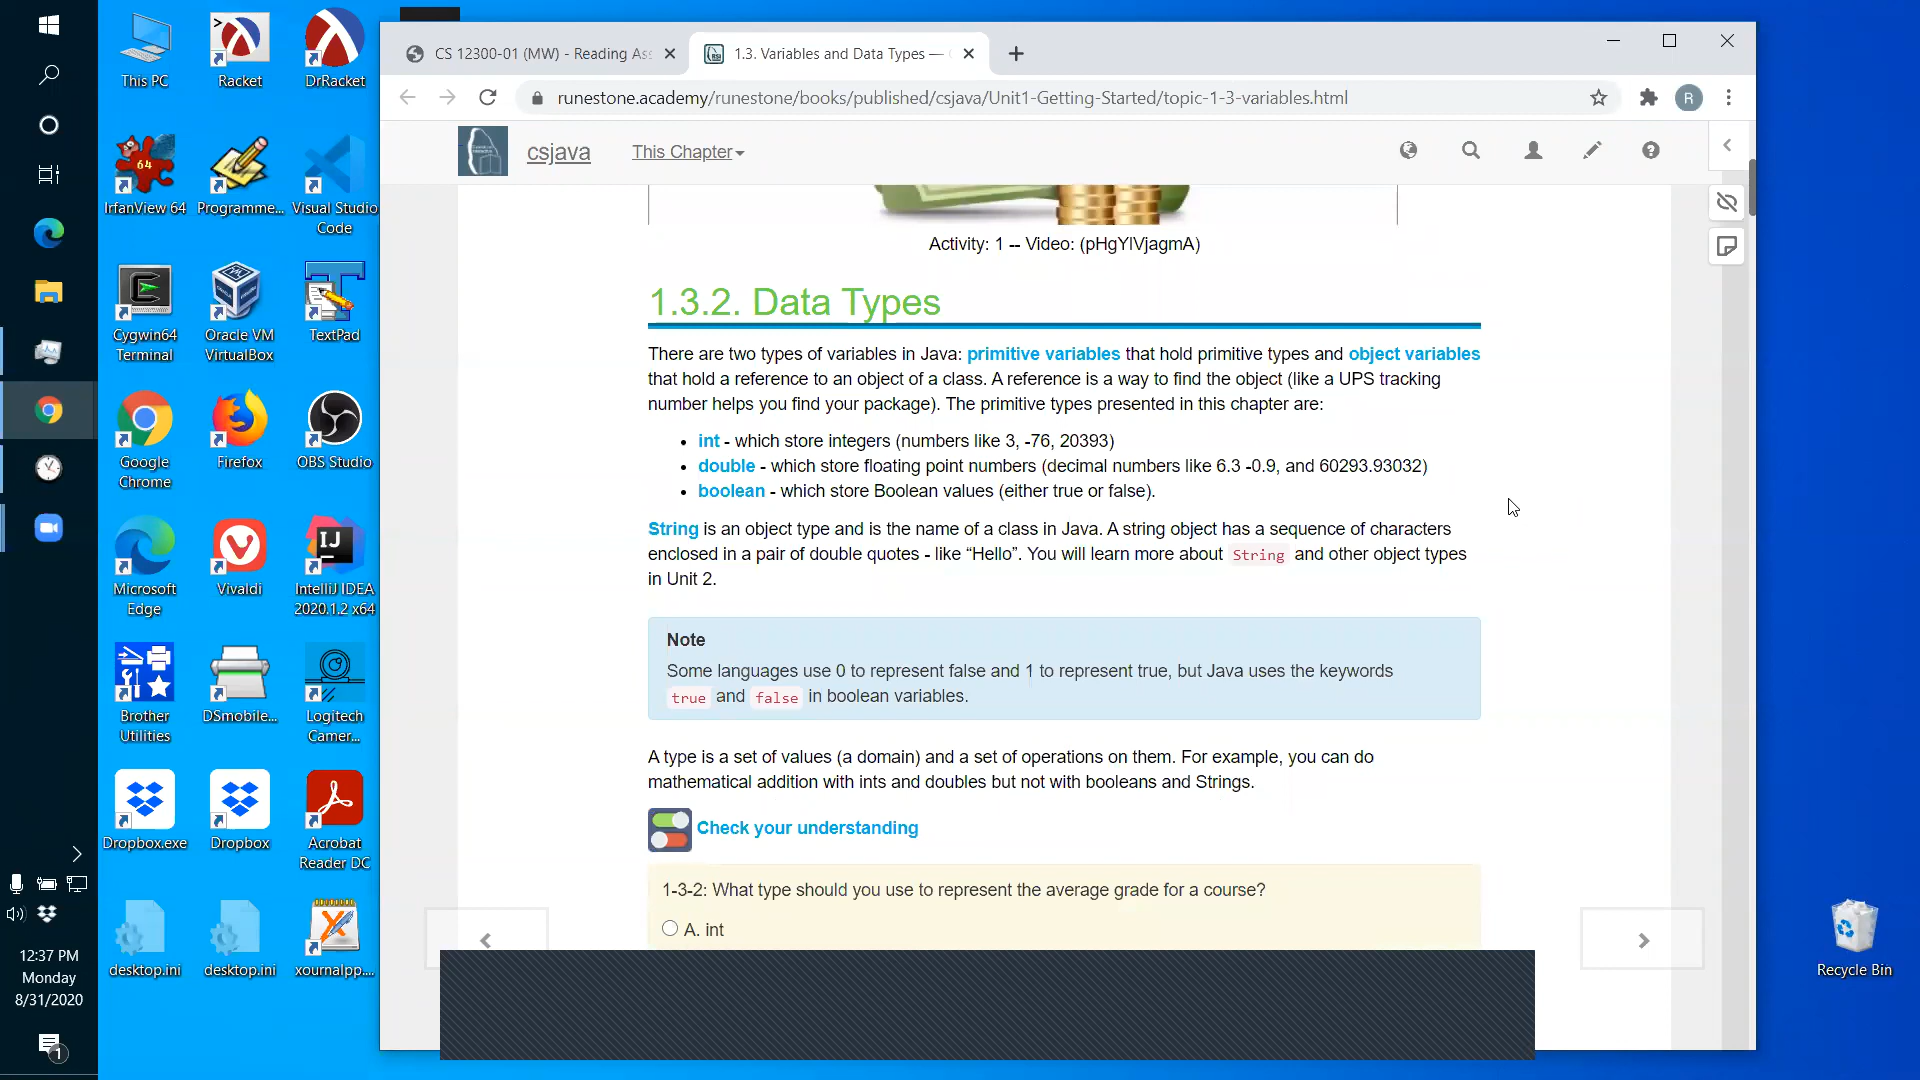 This PC
Racket
DrRacket
IrfanView 64
Programme...
Visual Studio
Code
Cygwin64
Terminal
Oracle VM
VirtualBox
TextPad
Google
Chrome
Firefox
OBS Studio
Microsoft
Edge
Vivaldi
IntelliJ IDEA
2020.1.2 x64
Brother
Utilities
DSmobile...
Logitech
Camer...
Dropbox.exe
Dropbox
Acrobat
Reader DC
desktop.ini
desktop.ini
xournalpp....
12:37 PM
Monday
8/31/2020
1
CS 12300-01 (MW) - Reading Ass
1.3. Variables and Data Types —
runestone.academy/runestone/books/published/csjava/Unit1-Getting-Started/topic-1-3-variables.html
R
csjava
This Chapter
Activity: 1 -- Video: (pHgYlVjagmA)
1.3.2. Data Types
There are two types of variables in Java: primitive variables that hold primitive types and object variables
that hold a reference to an object of a class. A reference is a way to find the object (like a UPS tracking
number helps you find your package). The primitive types presented in this chapter are:
• int - which store integers (numbers like 3, -76, 20393)
• double - which store floating point numbers (decimal numbers like 6.3 -0.9, and 60293.93032)
• boolean - which store Boolean values (either true or false).
String is an object type and is the name of a class in Java. A string object has a sequence of characters
enclosed in a pair of double quotes - like “Hello”. You will learn more about String and other object types
in Unit 2.
Note
Some languages use 0 to represent false and 1 to represent true, but Java uses the keywords
true and false in boolean variables.
A type is a set of values (a domain) and a set of operations on them. For example, you can do
mathematical addition with ints and doubles but not with booleans and Strings.
Check your understanding
1-3-2: What type should you use to represent the average grade for a course?
A. int
Recycle Bin